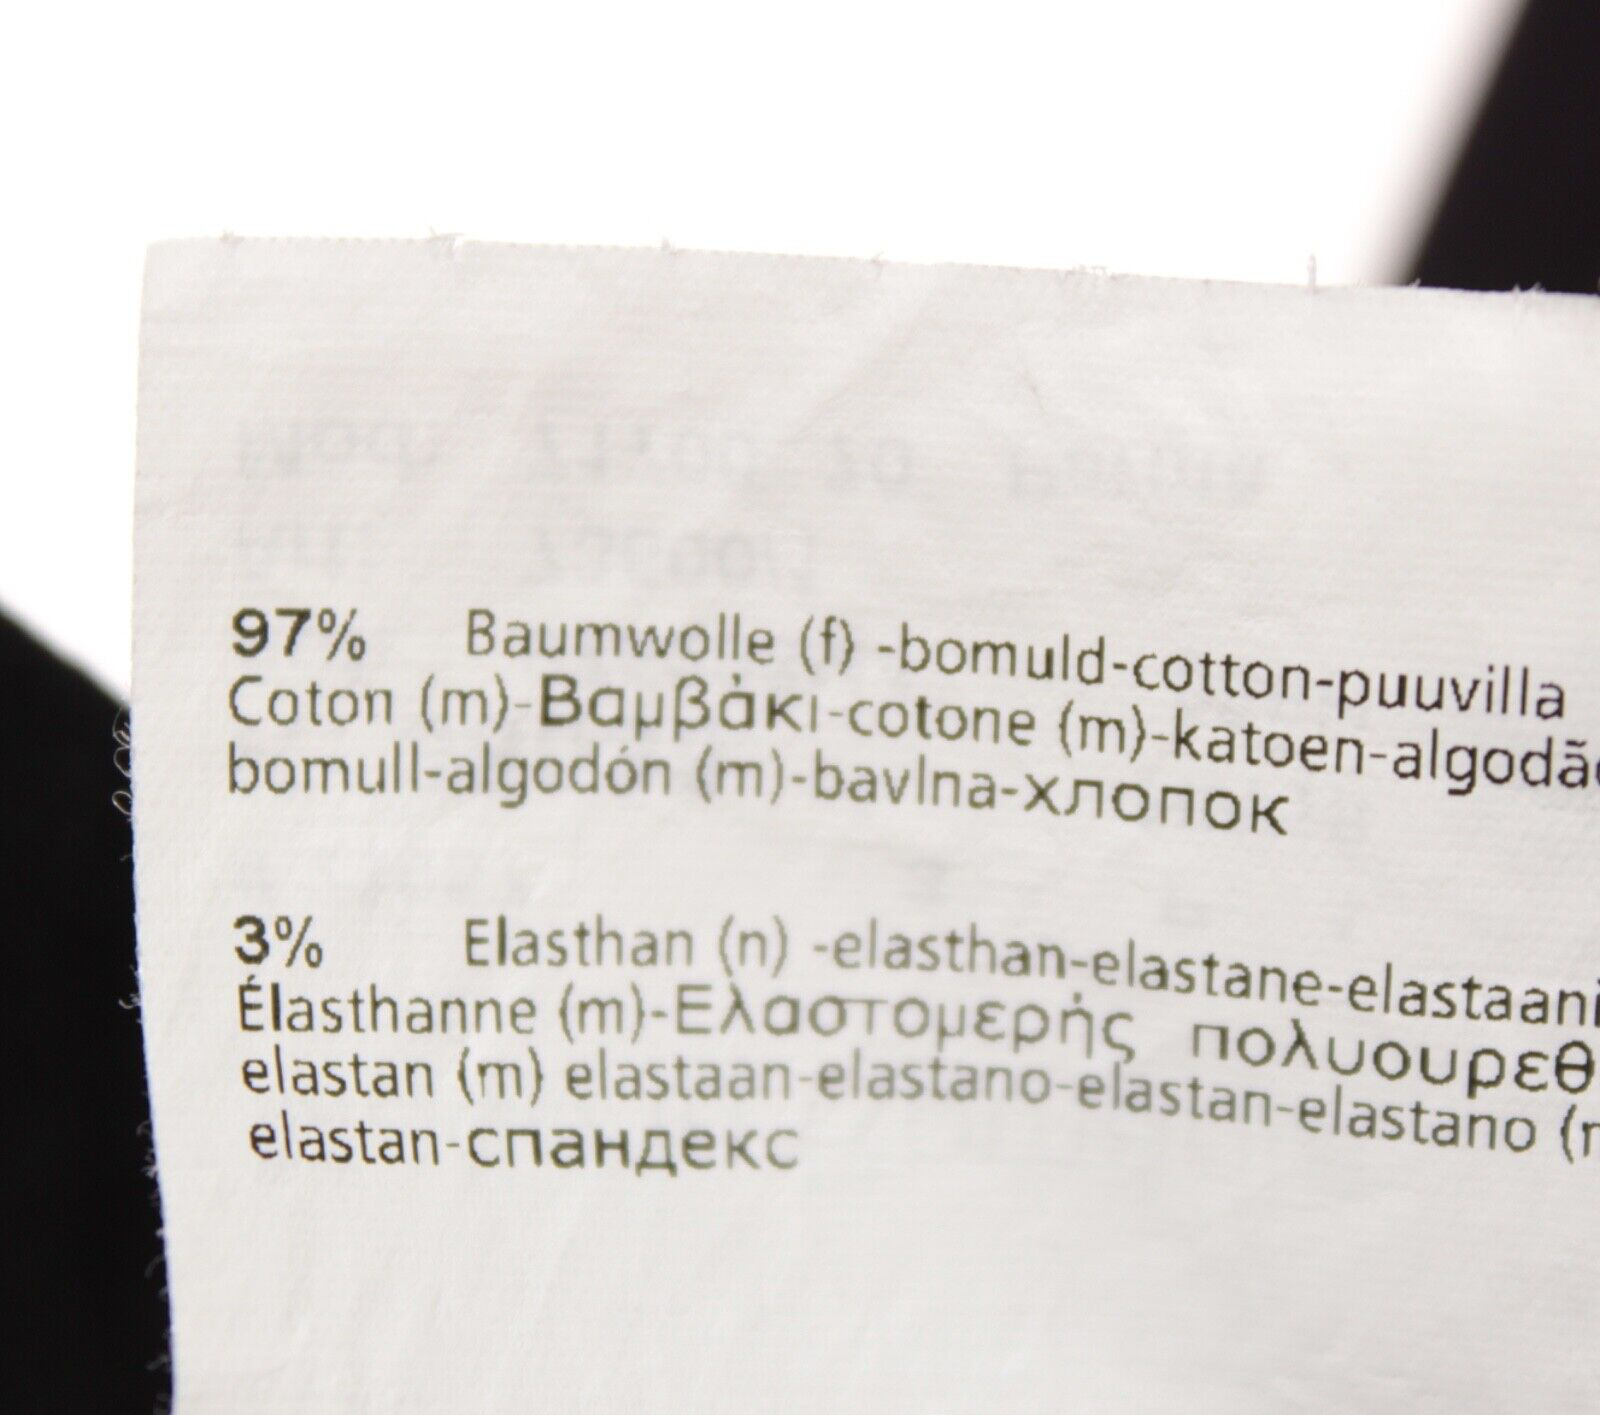 97% Baumwolle (f) -bomuld-cotton-puuvilla
Coton (m)-Βαμβάκι-cotone (m)-katoen-algodã
bomull-algodón (m)-bavlna-хлопок
3% Elasthan (n) -elasthan-elastane-elastaani
Élasthanne (m)-Ελαστομερής πολυουρεθ
elastan (m) elastaan-elastano-elastan-elastano (
elastan-спандекс